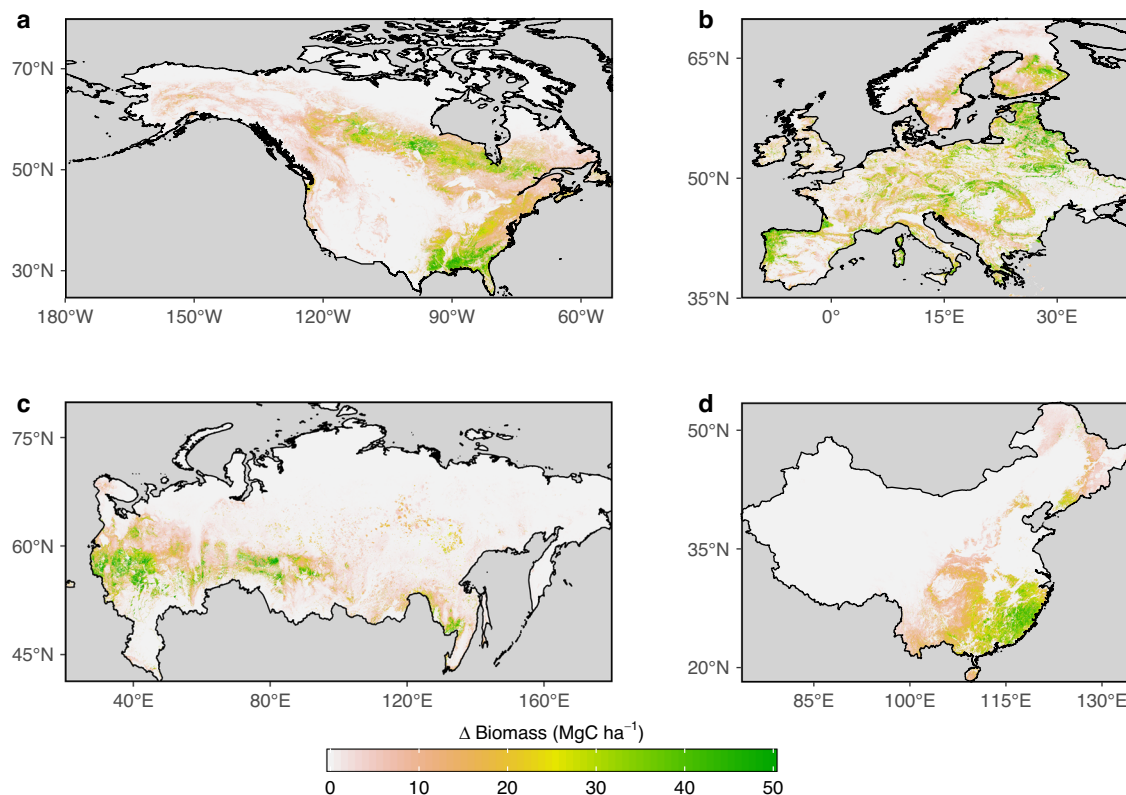 a
70°N
50°N
30°N
180°W 150°W 120°W 90°W 60°W
b
65°N
50°N
35°N
0° 15°E 30°E
c
75°N
60°N
45°N
40°E 80°E 120°E 160°E
d
50°N
35°N
20°N
85°E 100°E 115°E 130°E
Δ Biomass (MgC ha⁻¹)
0 10 20 30 40 50